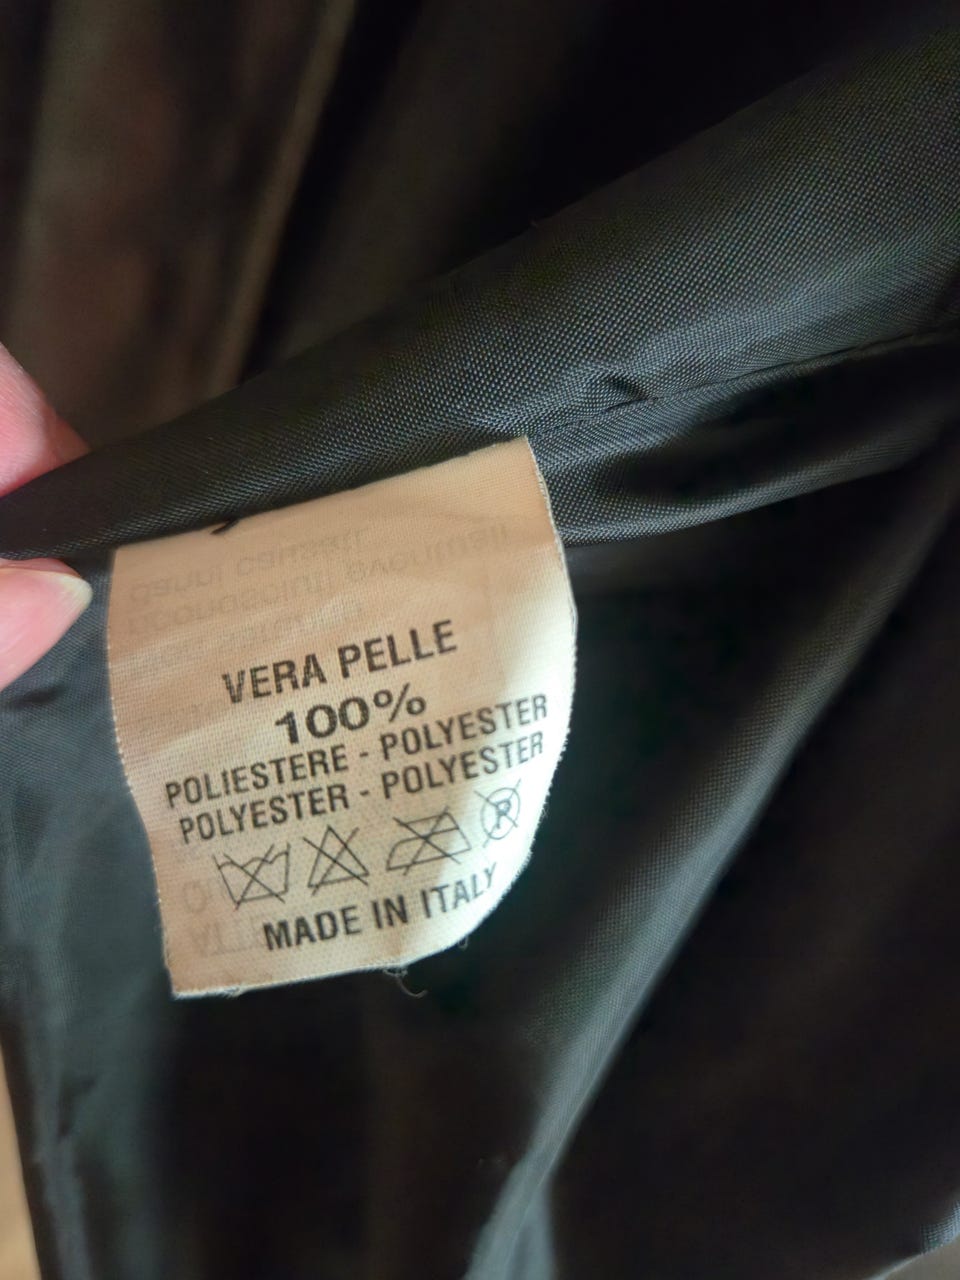 VERA PELLE
100%
POLIESTERE - POLYESTER
POLYESTER - POLYESTER
P
MADE IN ITALY